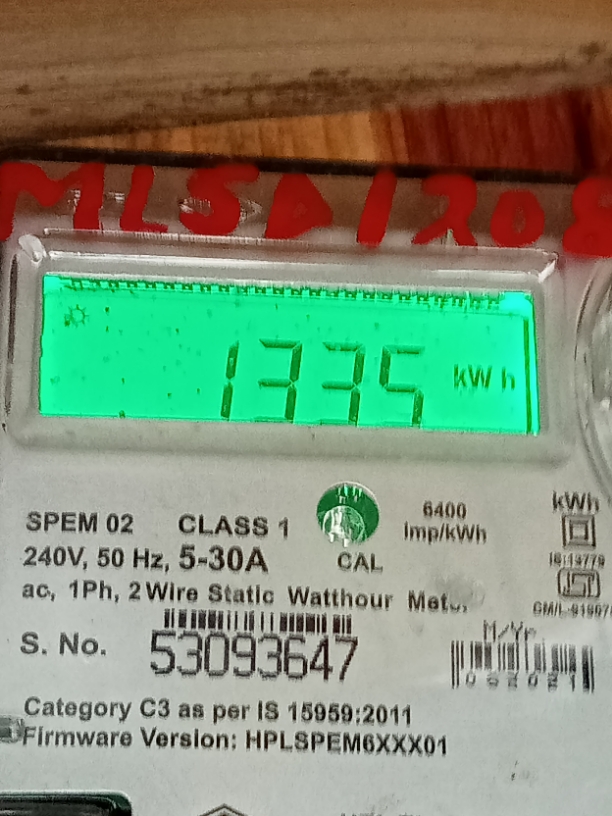 MLSD1208
1335 kWh
kWh
SPEM 02 CLASS 1
6400
Imp/kWh
240V, 50 Hz, 5-30A CAL
IS:13779
ac, 1Ph, 2 Wire Static Watthour
M/Yr
S. No. 53093647
062021
Category C3 as per IS 15959:2011
Firmware Version: HPLSPEM6XXX01